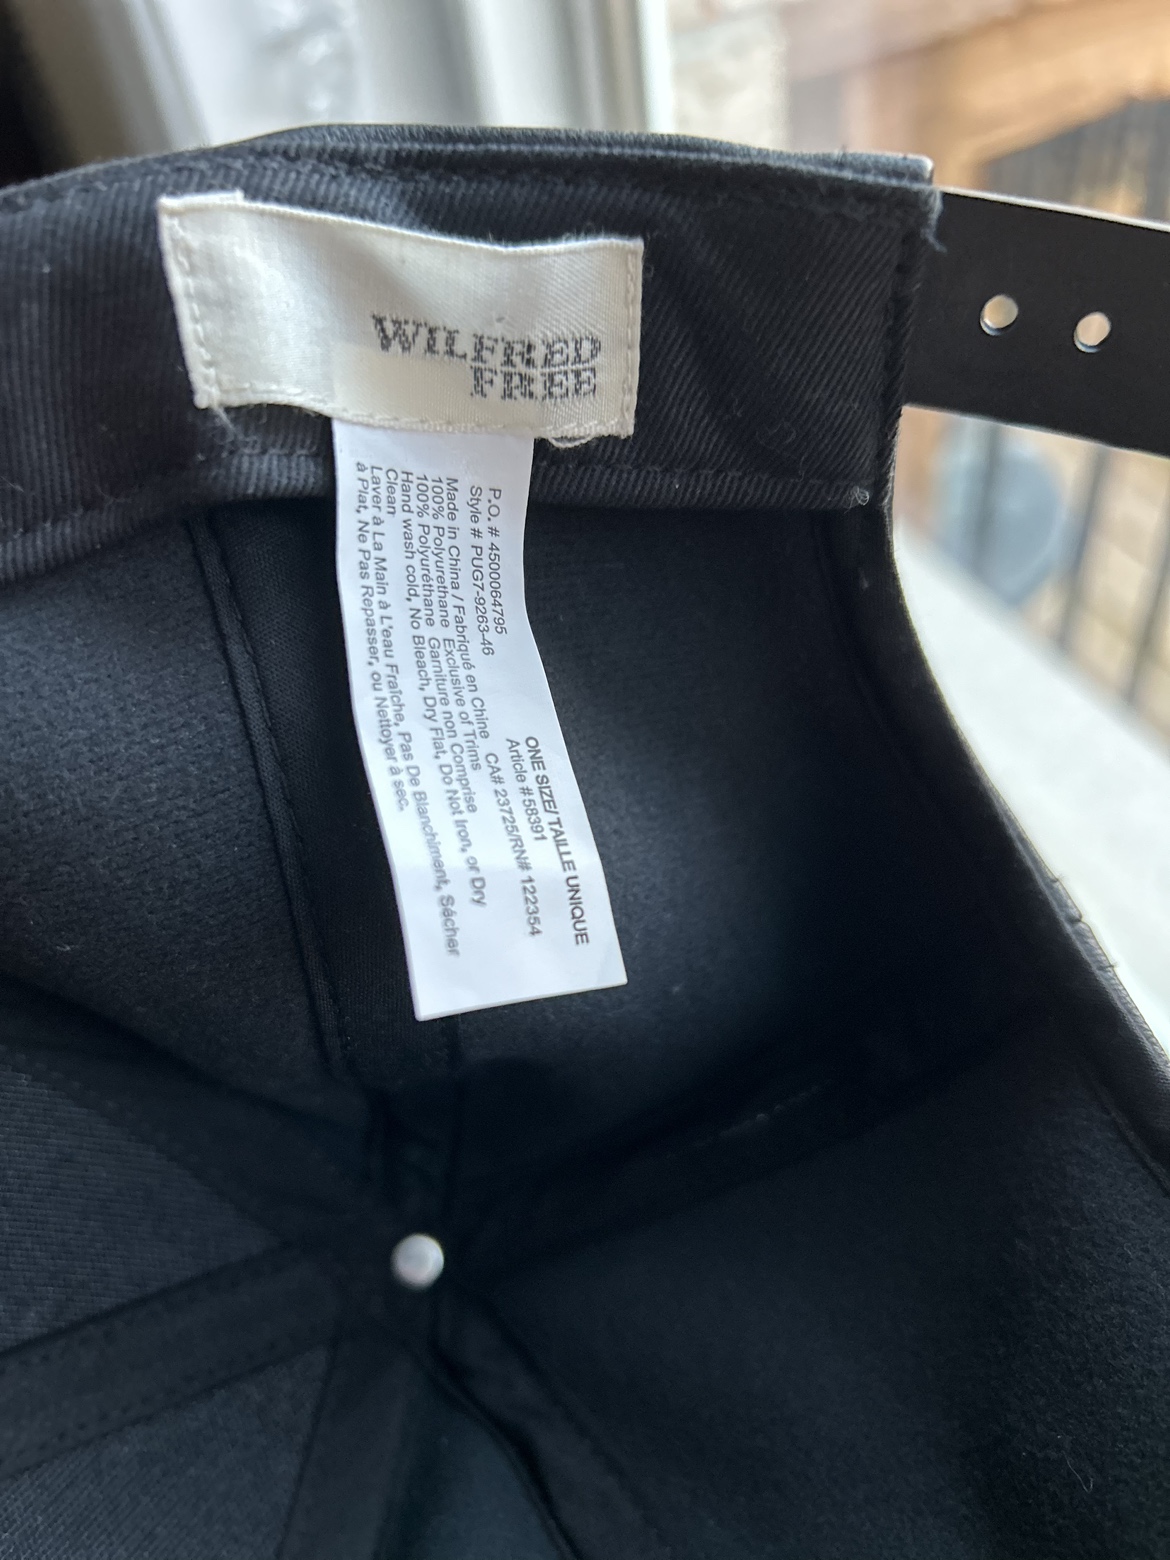 WILFRED
FREE
ONE SIZE/ TAILLE UNIQUE
P.O. # 4500064795
Article # 58391
Style # PUG7-9263-46
CA# 23725/RN# 122354
Made in China / Fabriqué en Chine
100% Polyurethane Exclusive of Trims
100% Polyuréthane Garniture non Comprise
Hand wash cold, No Bleach, Dry Flat, Do Not Iron, or Dry
Clean
Laver à La Main à L'eau Fraîche, Pas De Blanchiment, Sécher
à Plat, Ne Pas Repasser, ou Nettoyer à sec.